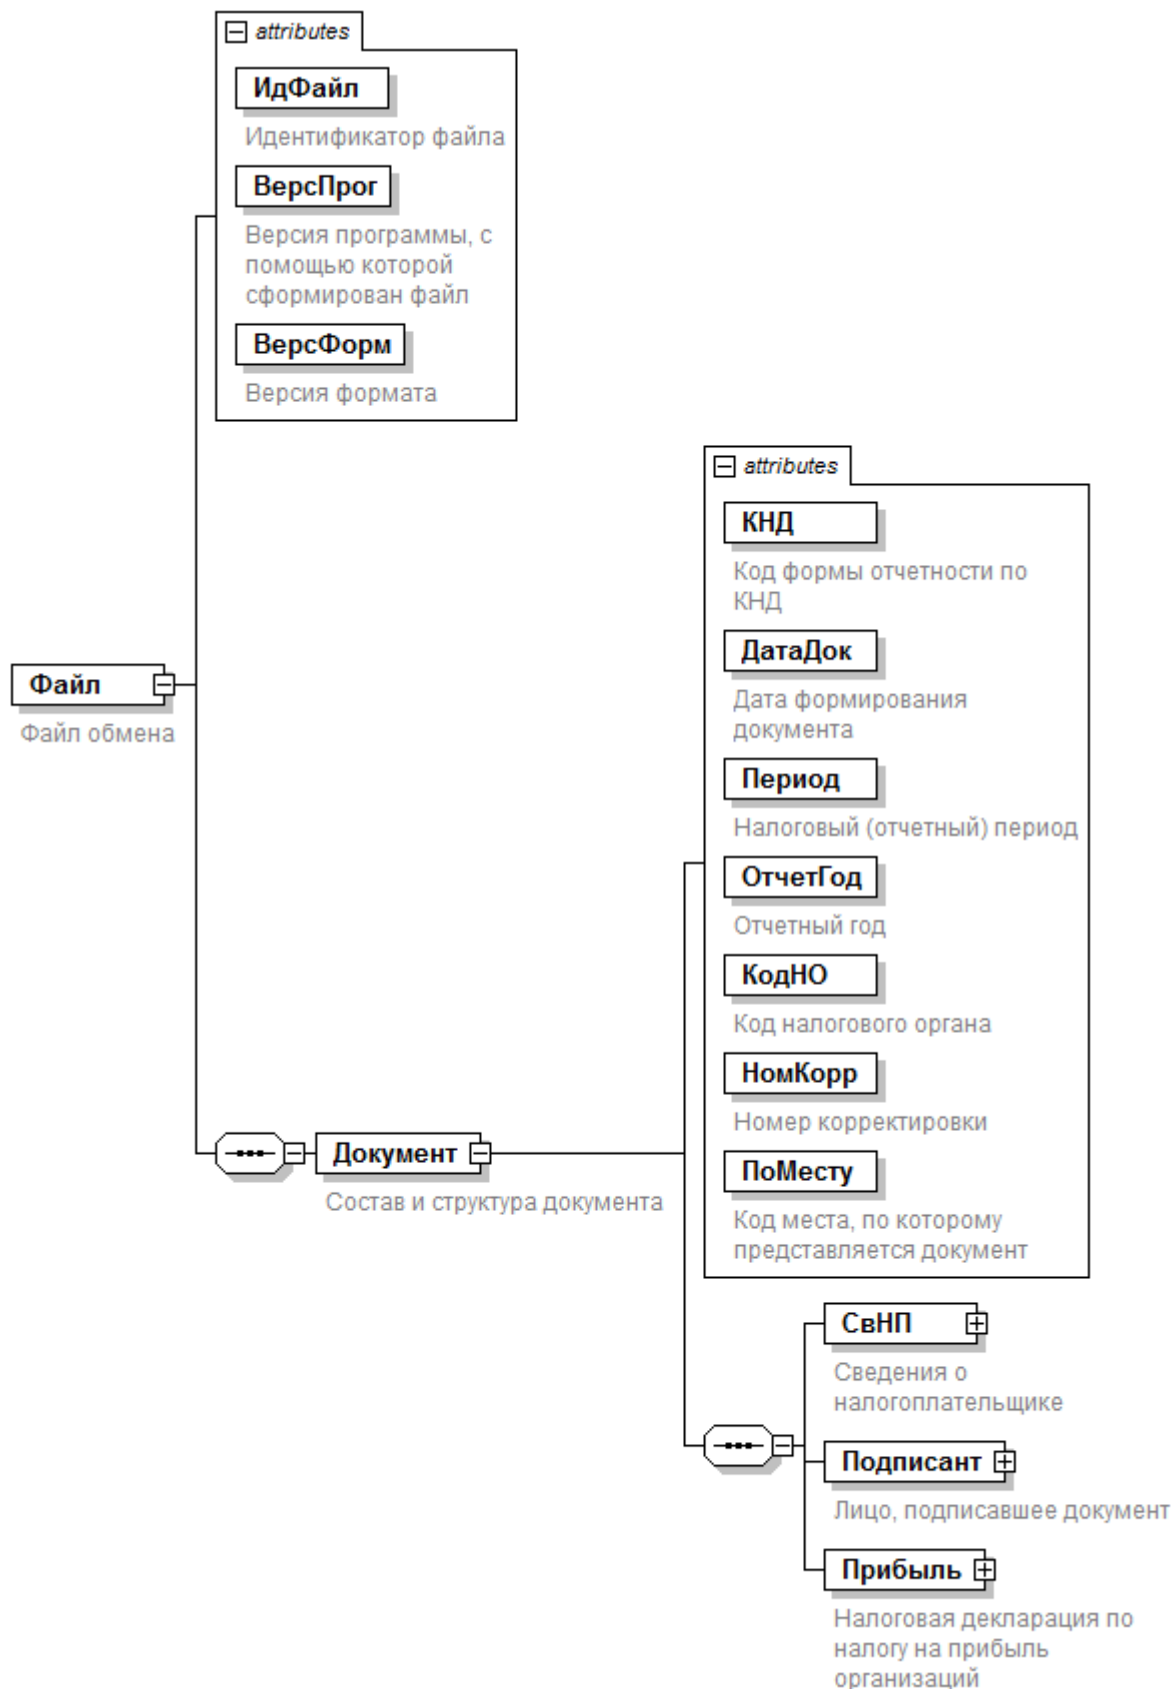 attributes
ИдФайл
Идентификатор файла
ВерсПрог
Версия программы, с
помощью которой
сформирован файл
ВерсФорм
Версия формата
attributes
КНД
Код формы отчетности по
КНД
ДатаДок
Дата формирования
документа
Период
Налоговый (отчетный) период
ОтчетГод
Отчетный год
КодНО
Код налогового органа
НомКорр
Номер корректировки
ПоМесту
Код места, по которому
представляется документ
Файл
Файл обмена
Документ
Состав и структура документа
СвНП
Сведения о
налогоплательщике
Подписант
Лицо, подписавшее документ
Прибыль
Налоговая декларация по
налогу на прибыль
организаций